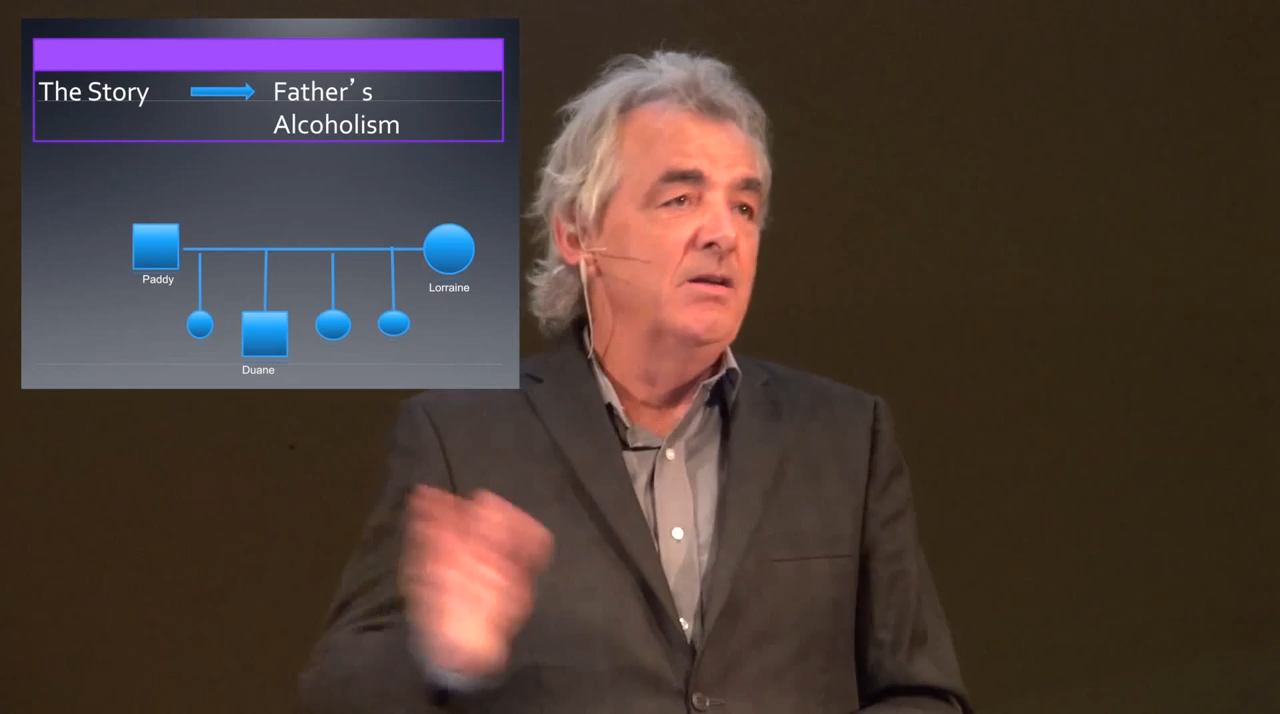 The Story Father’s
Alcoholism
Paddy
Lorraine
Duane